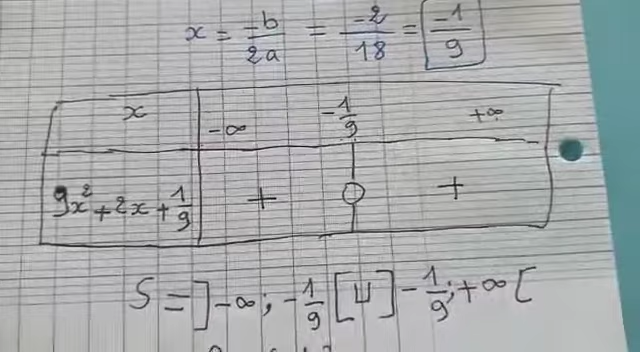 x = -b/2a = -2/18 = -1/9
x -∞ -1/9 +∞
9x² + 2x + 1/9 + 0 +
S = ]-∞; -1/9[ U ]-1/9; +∞[